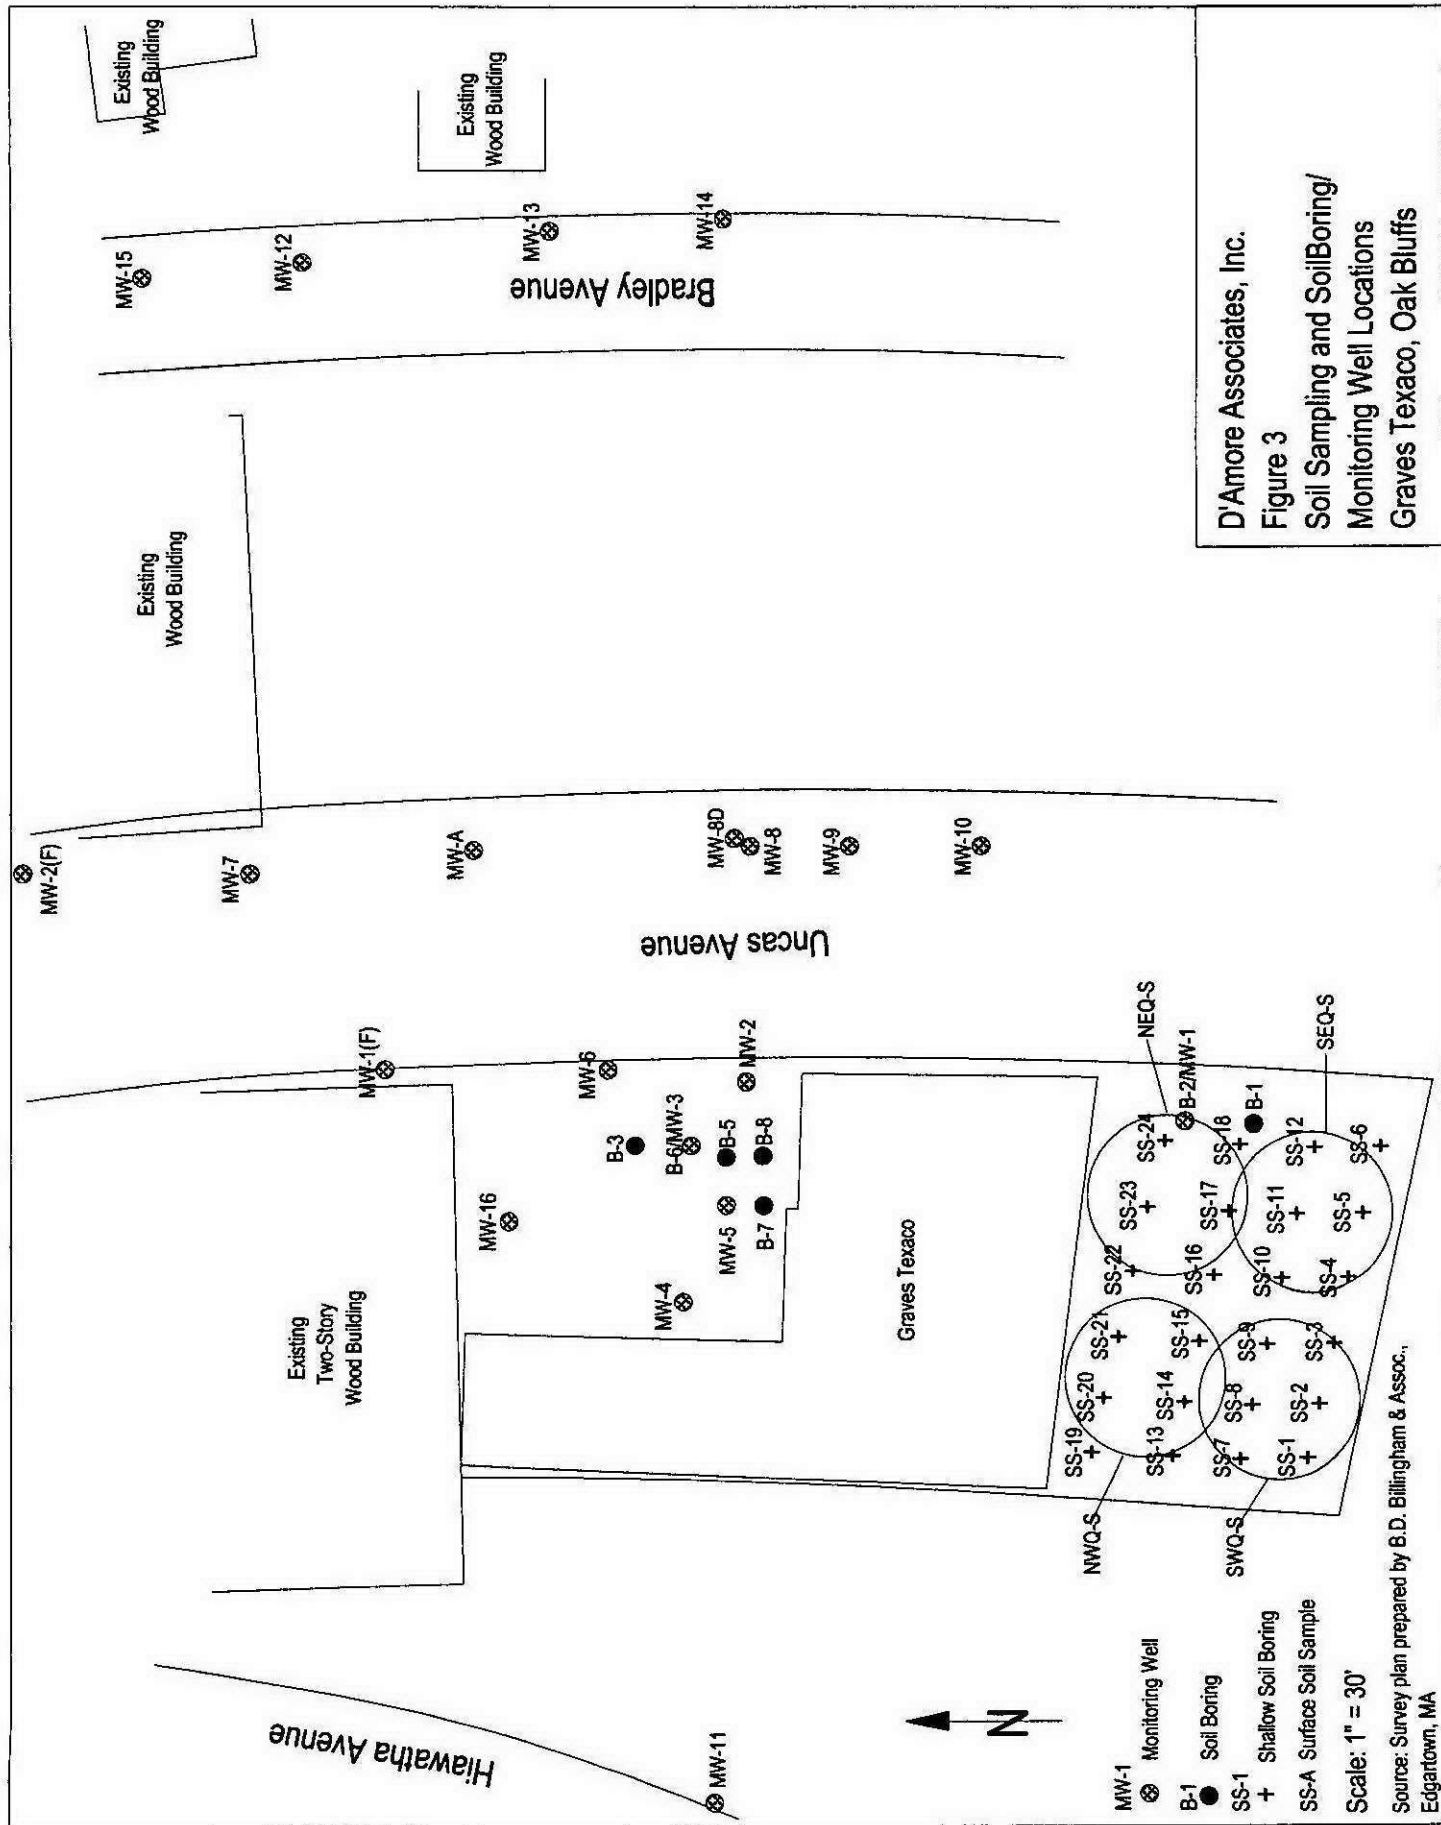 Existing
Wood Building
Existing
Wood Building
MW-15
MW-12
MW-13
MW-14
Bradley Avenue
Existing
Wood Building
MW-2(F)
MW-7
MW-A
MW-8D
MW-8
MW-9
MW-10
Uncas Avenue
MW-1(F)
MW-6
MW-2
B-3
B-6/MW-3
B-5
B-8
MW-16
MW-5
B-7
MW-4
Existing
Two-Story
Wood Building
Graves Texaco
NEQ-S
B-2/MW-1
B-1
SEQ-S
SS-24
SS-18
SS-12
SS-6
SS-23
SS-17
SS-11
SS-5
SS-22
SS-16
SS-10
SS-4
SS-21
SS-15
SS-9
SS-3
SS-20
SS-14
SS-8
SS-2
SS-19
SS-13
SS-7
SS-1
NWQ-S
SWQ-S
Hiawatha Avenue
MW-11
N
MW-1
Monitoring Well
B-1
Soil Boring
SS-1
Shallow Soil Boring
SS-A Surface Soil Sample
Scale: 1" = 30'
Source: Survey plan prepared by B.D. Billingham & Assoc.,
Edgartown, MA
D'Amore Associates, Inc.
Figure 3
Soil Sampling and SoilBoring/
Monitoring Well Locations
Graves Texaco, Oak Bluffs